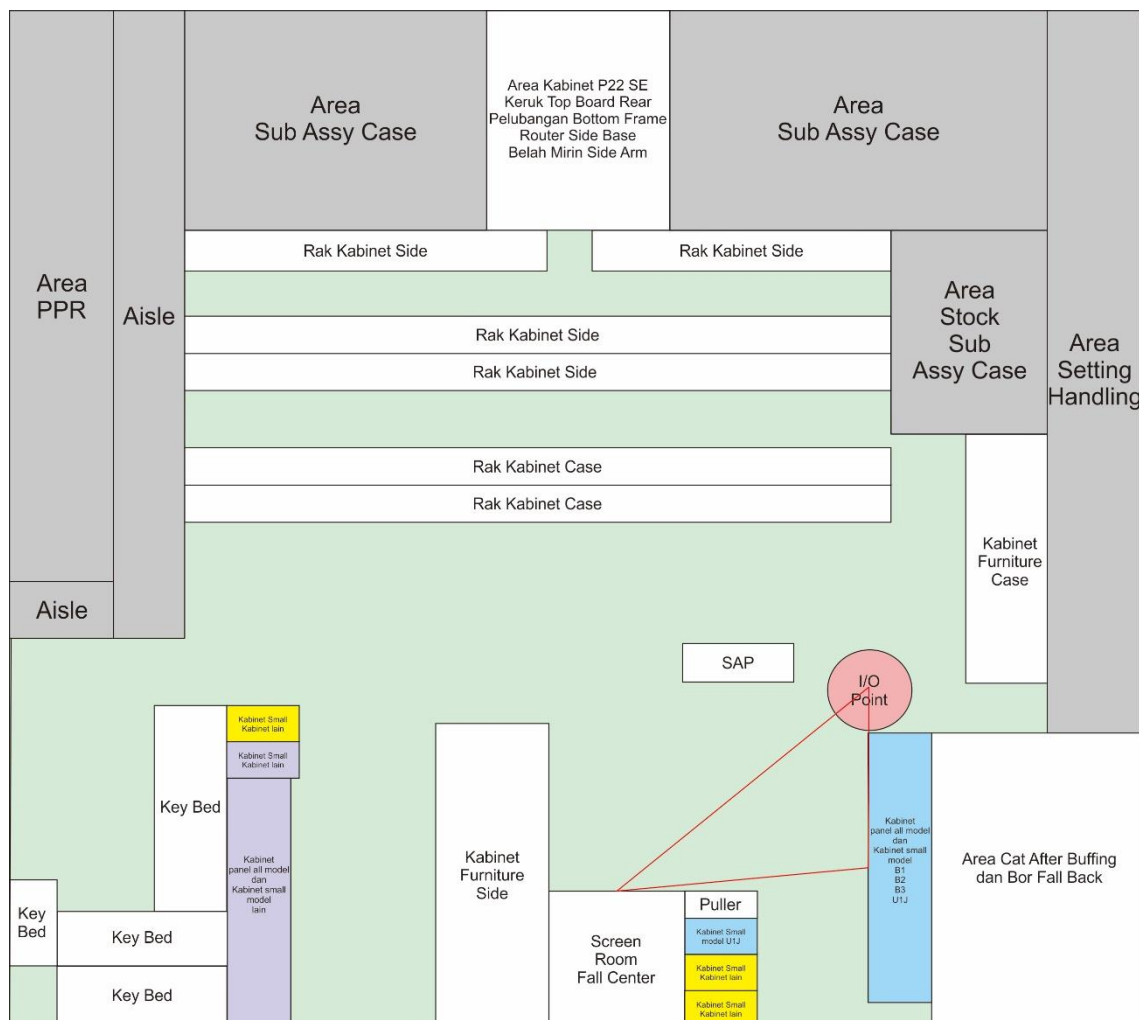 Area
Sub Assy Case
Area Kabinet P22 SE
Keruk Top Board Rear
Pelubangan Bottom Frame
Router Side Base
Belah Mirin Side Arm
Area
Sub Assy Case
Rak Kabinet Side
Rak Kabinet Side
Area
PPR
Aisle
Rak Kabinet Side
Rak Kabinet Side
Area
Stock
Sub
Assy Case
Area
Setting
Handling
Rak Kabinet Case
Rak Kabinet Case
Kabinet
Furniture
Case
Aisle
SAP
I/O
Point
Kabinet Small
Kabinet lain
Kabinet Small
Kabinet lain
Key Bed
Kabinet
panel all model
dan
Kabinet small
model
lain
Kabinet
Furniture
Side
Kabinet
panel all model
dan
Kabinet small
model
B1
B2
B3
U1J
Area Cat After Buffing
dan Bor Fall Back
Key
Bed
Key Bed
Key Bed
Screen
Room
Fall Center
Puller
Kabinet Small
model U1J
Kabinet Small
Kabinet lain
Kabinet Small
Kabinet lain